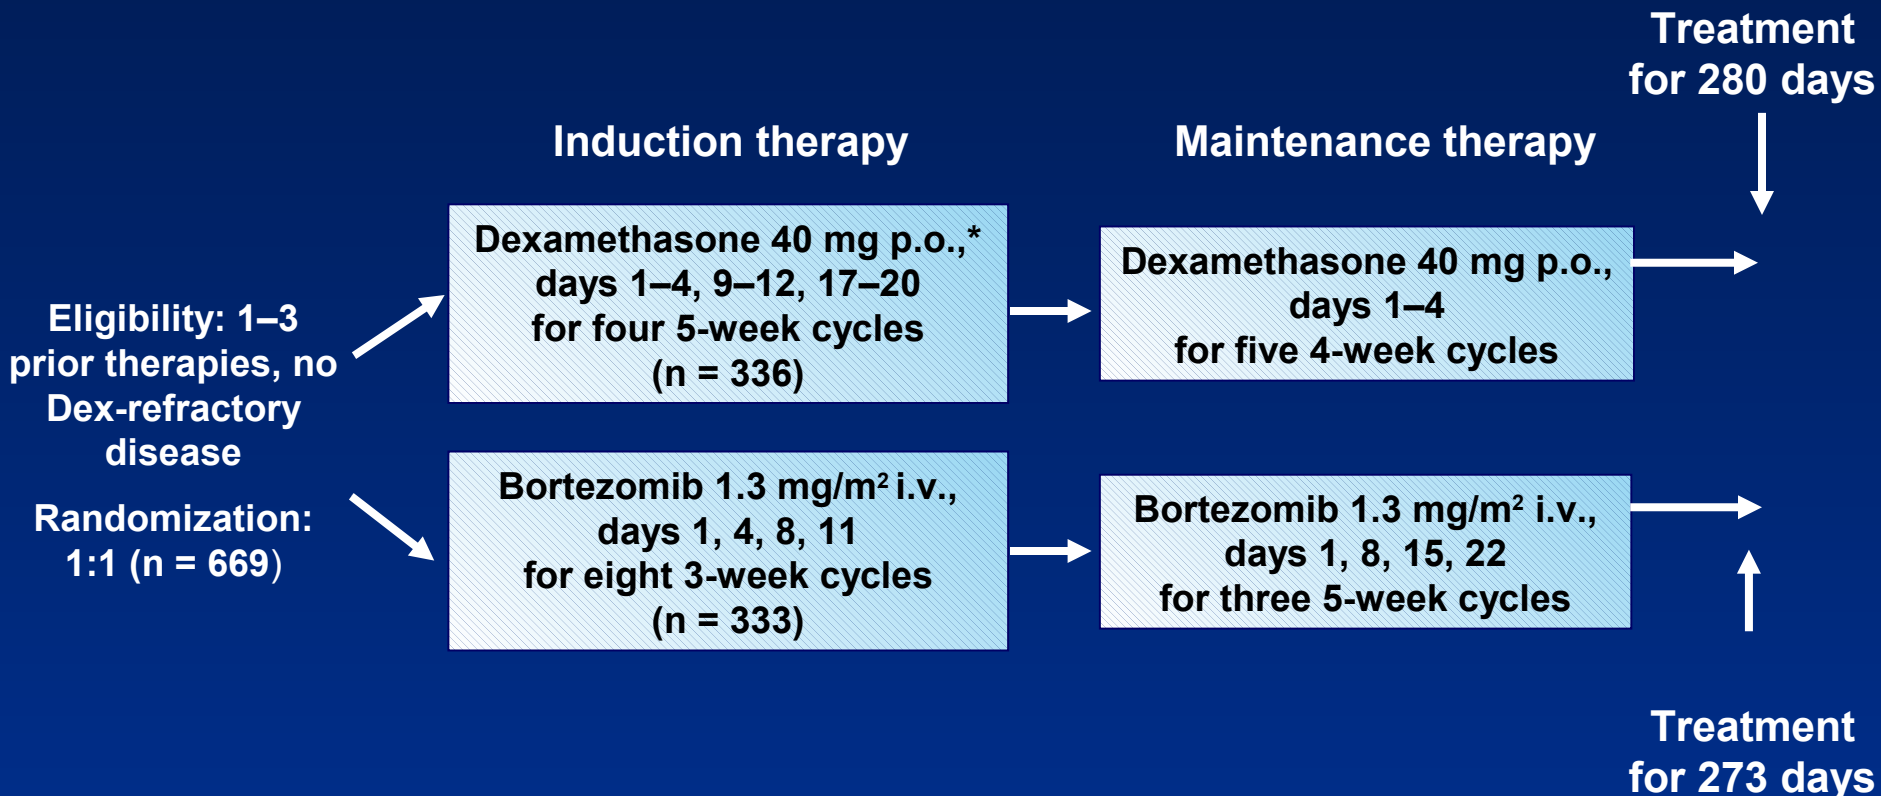 Treatment
for 280 days
Induction therapy
Maintenance therapy
Eligibility: 1–3
prior therapies, no
Dex-refractory
disease
Randomization:
1:1 (n = 669)
Dexamethasone 40 mg p.o.,*
days 1–4, 9–12, 17–20
for four 5-week cycles
(n = 336)
Dexamethasone 40 mg p.o.,
days 1–4
for five 4-week cycles
Bortezomib 1.3 mg/m² i.v.,
days 1, 4, 8, 11
for eight 3-week cycles
(n = 333)
Bortezomib 1.3 mg/m² i.v.,
days 1, 8, 15, 22
for three 5-week cycles
Treatment
for 273 days